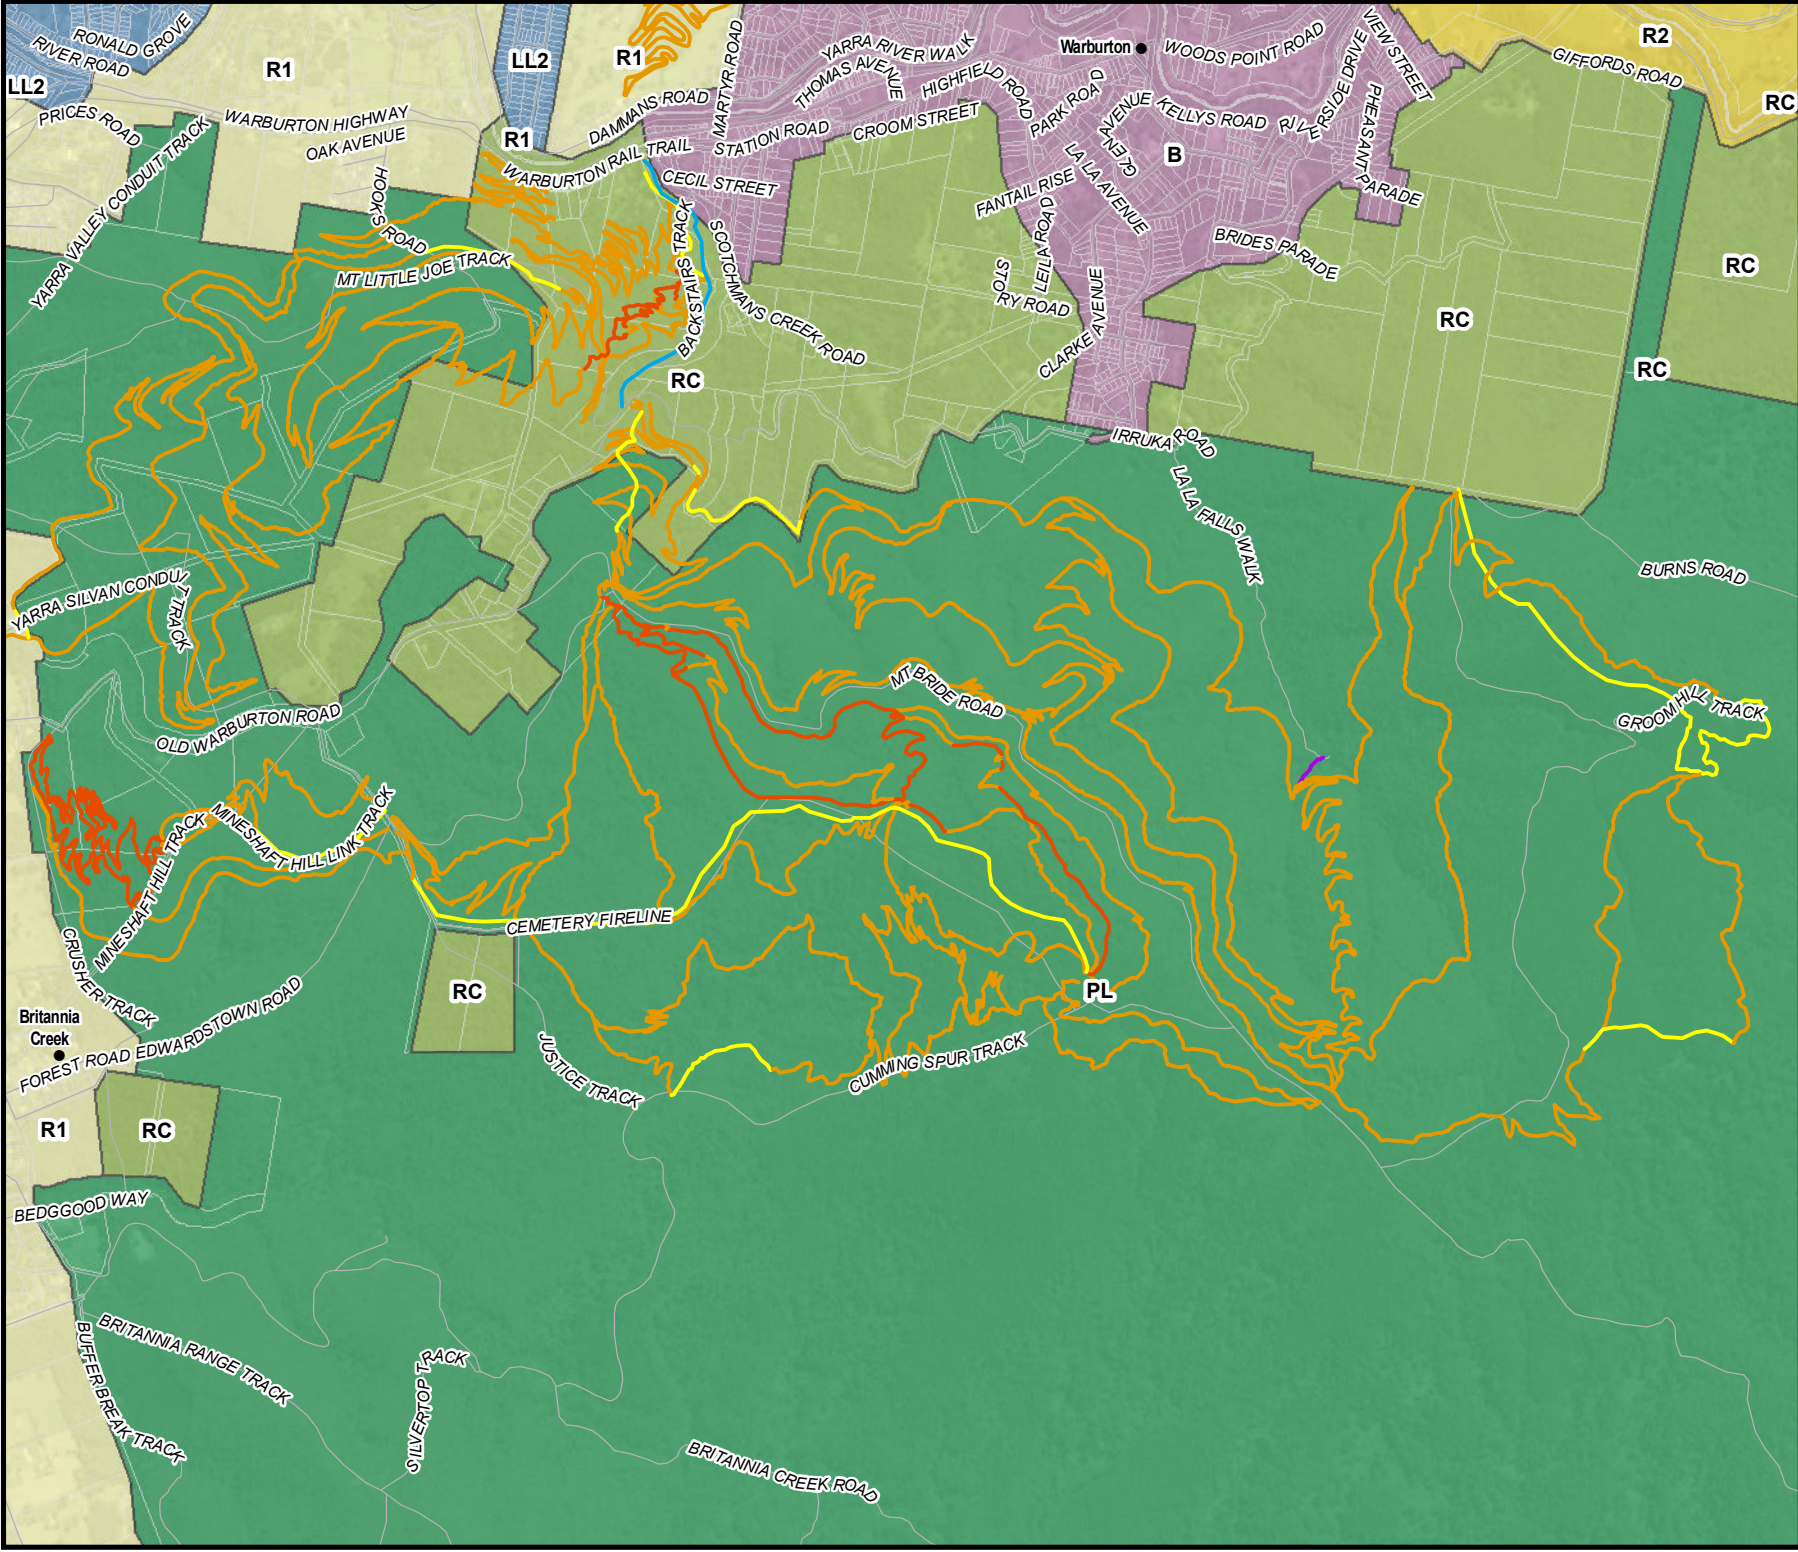 RONALD GROVE
RIVER ROAD
LL2
PRICES ROAD
R1
LL2
R1
R1
WARBURTON HIGHWAY
OAK AVENUE
DAMMANS ROAD
MARTYR ROAD
YARRA RIVER WALK
THOMAS AVENUE
HIGHFIELD ROAD
Warburton
WOODS POINT ROAD
RIVERSIDE DRIVE
VIEW STREET
R2
GIFFORDS ROAD
RC
PARK ROAD
GLEN AVENUE
KELLYS ROAD
PHEASANT PARADE
B
STATION ROAD
CROOM STREET
WARBURTON RAIL TRAIL
CECIL STREET
YARRA VALLEY CONDUIT TRACK
HOOKS ROAD
MT LITTLE JOE TRACK
BACKSTAIRS TRACK
SCOTCHMANS CREEK ROAD
FANTAIL RISE
LA LA AVENUE
LEILA ROAD
STORY ROAD
CLARKE AVENUE
BRIDES PARADE
RC
RC
RC
RC
IRRUKA ROAD
LA LA FALLS WALK
BURNS ROAD
YARRA SILVAN CONDUIT TRACK
OLD WARBURTON ROAD
MT BRIDE ROAD
GROOM HILL TRACK
MINESHAFT HILL TRACK
MINESHAFT HILL LINK TRACK
CEMETERY FIRELINE
CRUSHER TRACK
RC
PL
Britannia
Creek
FOREST ROAD EDWARDSTOWN ROAD
JUSTICE TRACK
CUMMING SPUR TRACK
R1
RC
BEDGGOOD WAY
BRITANNIA RANGE TRACK
BUFFER BREAK TRACK
SILVERTOP TRACK
BRITANNIA CREEK ROAD